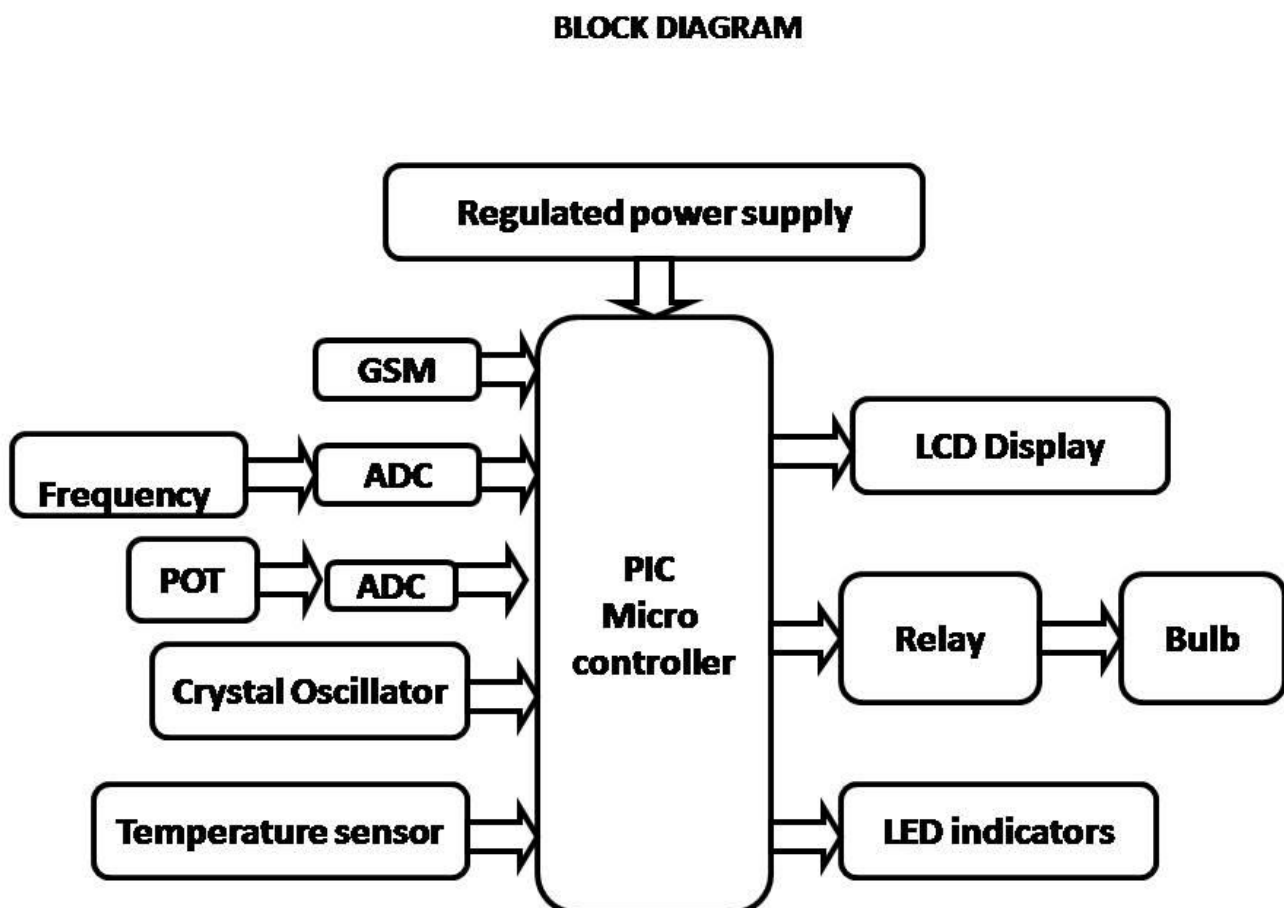 BLOCK DIAGRAM
Regulated power supply
GSM
ADC
Frequency
POT
ADC
Crystal Oscillator
Temperature sensor
PIC
Micro
controller
LCD Display
Relay
Bulb
LED indicators